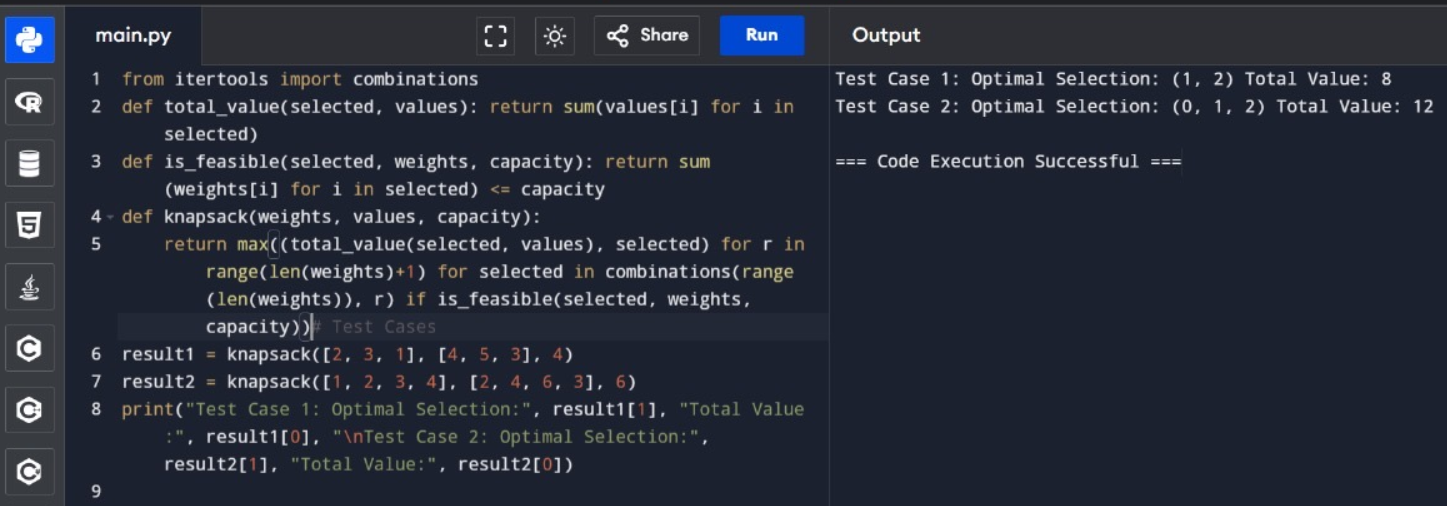 main.py
Share
Run
Output
1 from itertools import combinations
2 def total_value(selected, values): return sum(values[i] for i in
selected)
3 def is_feasible(selected, weights, capacity): return sum
(weights[i] for i in selected) <= capacity
4 def knapsack(weights, values, capacity):
5 return max((total_value(selected, values), selected) for r in
range(len(weights)+1) for selected in combinations(range
(len(weights)), r) if is_feasible(selected, weights,
capacity))# Test Cases
6 result1 = knapsack([2, 3, 1], [4, 5, 3], 4)
7 result2 = knapsack([1, 2, 3, 4], [2, 4, 6, 3], 6)
8 print("Test Case 1: Optimal Selection:", result1[1], "Total Value
:", result1[0], "\nTest Case 2: Optimal Selection:",
result2[1], "Total Value:", result2[0])
9
Test Case 1: Optimal Selection: (1, 2) Total Value: 8
Test Case 2: Optimal Selection: (0, 1, 2) Total Value: 12
=== Code Execution Successful ===